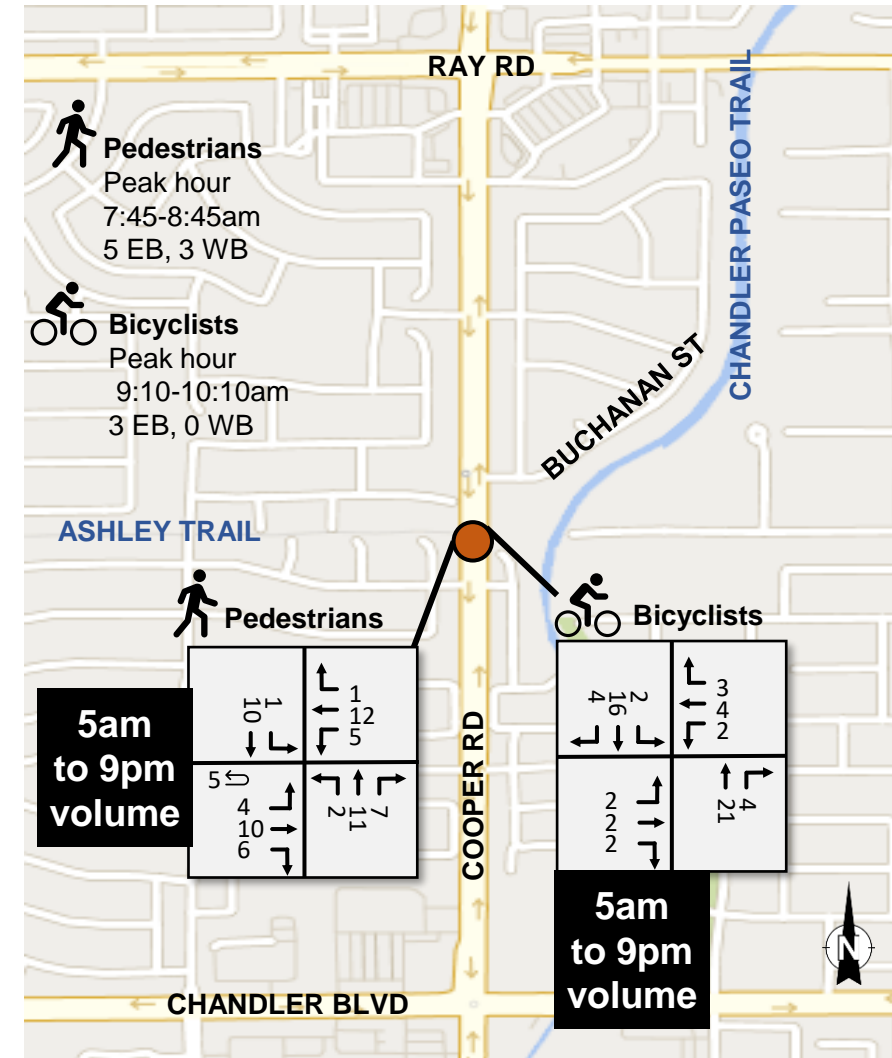 RAY RD
CHANDLER PASEO TRAIL
Pedestrians
Peak hour
7:45-8:45am
5 EB, 3 WB
Bicyclists
Peak hour
9:10-10:10am
3 EB, 0 WB
BUCHANAN ST
ASHLEY TRAIL
Pedestrians
10
1
1
12
5
5
4
10
6
2
11
7
5am
to 9pm
volume
COOPER RD
Bicyclists
4
16
2
3
4
2
2
2
2
21
4
5am
to 9pm
volume
N
CHANDLER BLVD